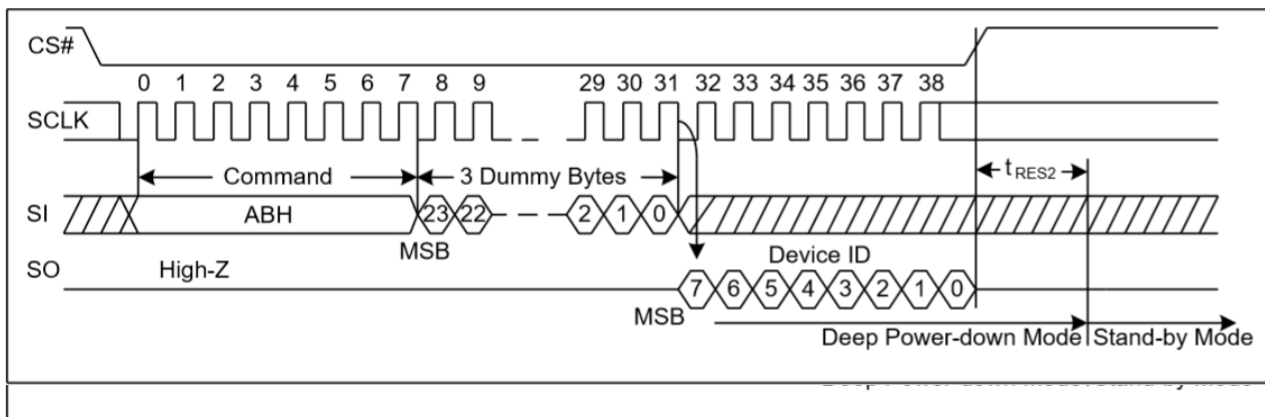 CS#
0 1 2 3 4 5 6 7 8 9 29 30 31 32 33 34 35 36 37 38
SCLK
Command 3 Dummy Bytes tRES2
SI ABH 23 22 2 1 0
MSB
SO High-Z Device ID
7 6 5 4 3 2 1 0
MSB
Deep Power-down Mode Stand-by Mode